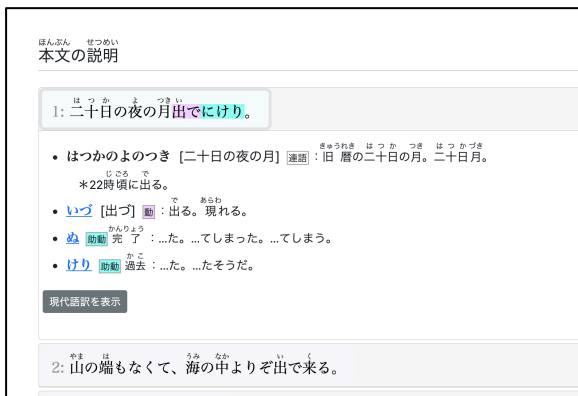 本文の説明
1: 二十日の夜の月出でにけり。
• はつかのよのつき [二十日の夜の月] 連語：旧暦の二十日の月。二十日月。
＊22時頃に出る。
• いづ [出づ] 動：出る。現れる。
• ぬ 助動 完了：...た。...てしまった。...てしまう。
• けり 助動 過去：...た。...たそうだ。
現代語訳を表示
2: 山の端もなくて、海の中よりぞ出で来る。